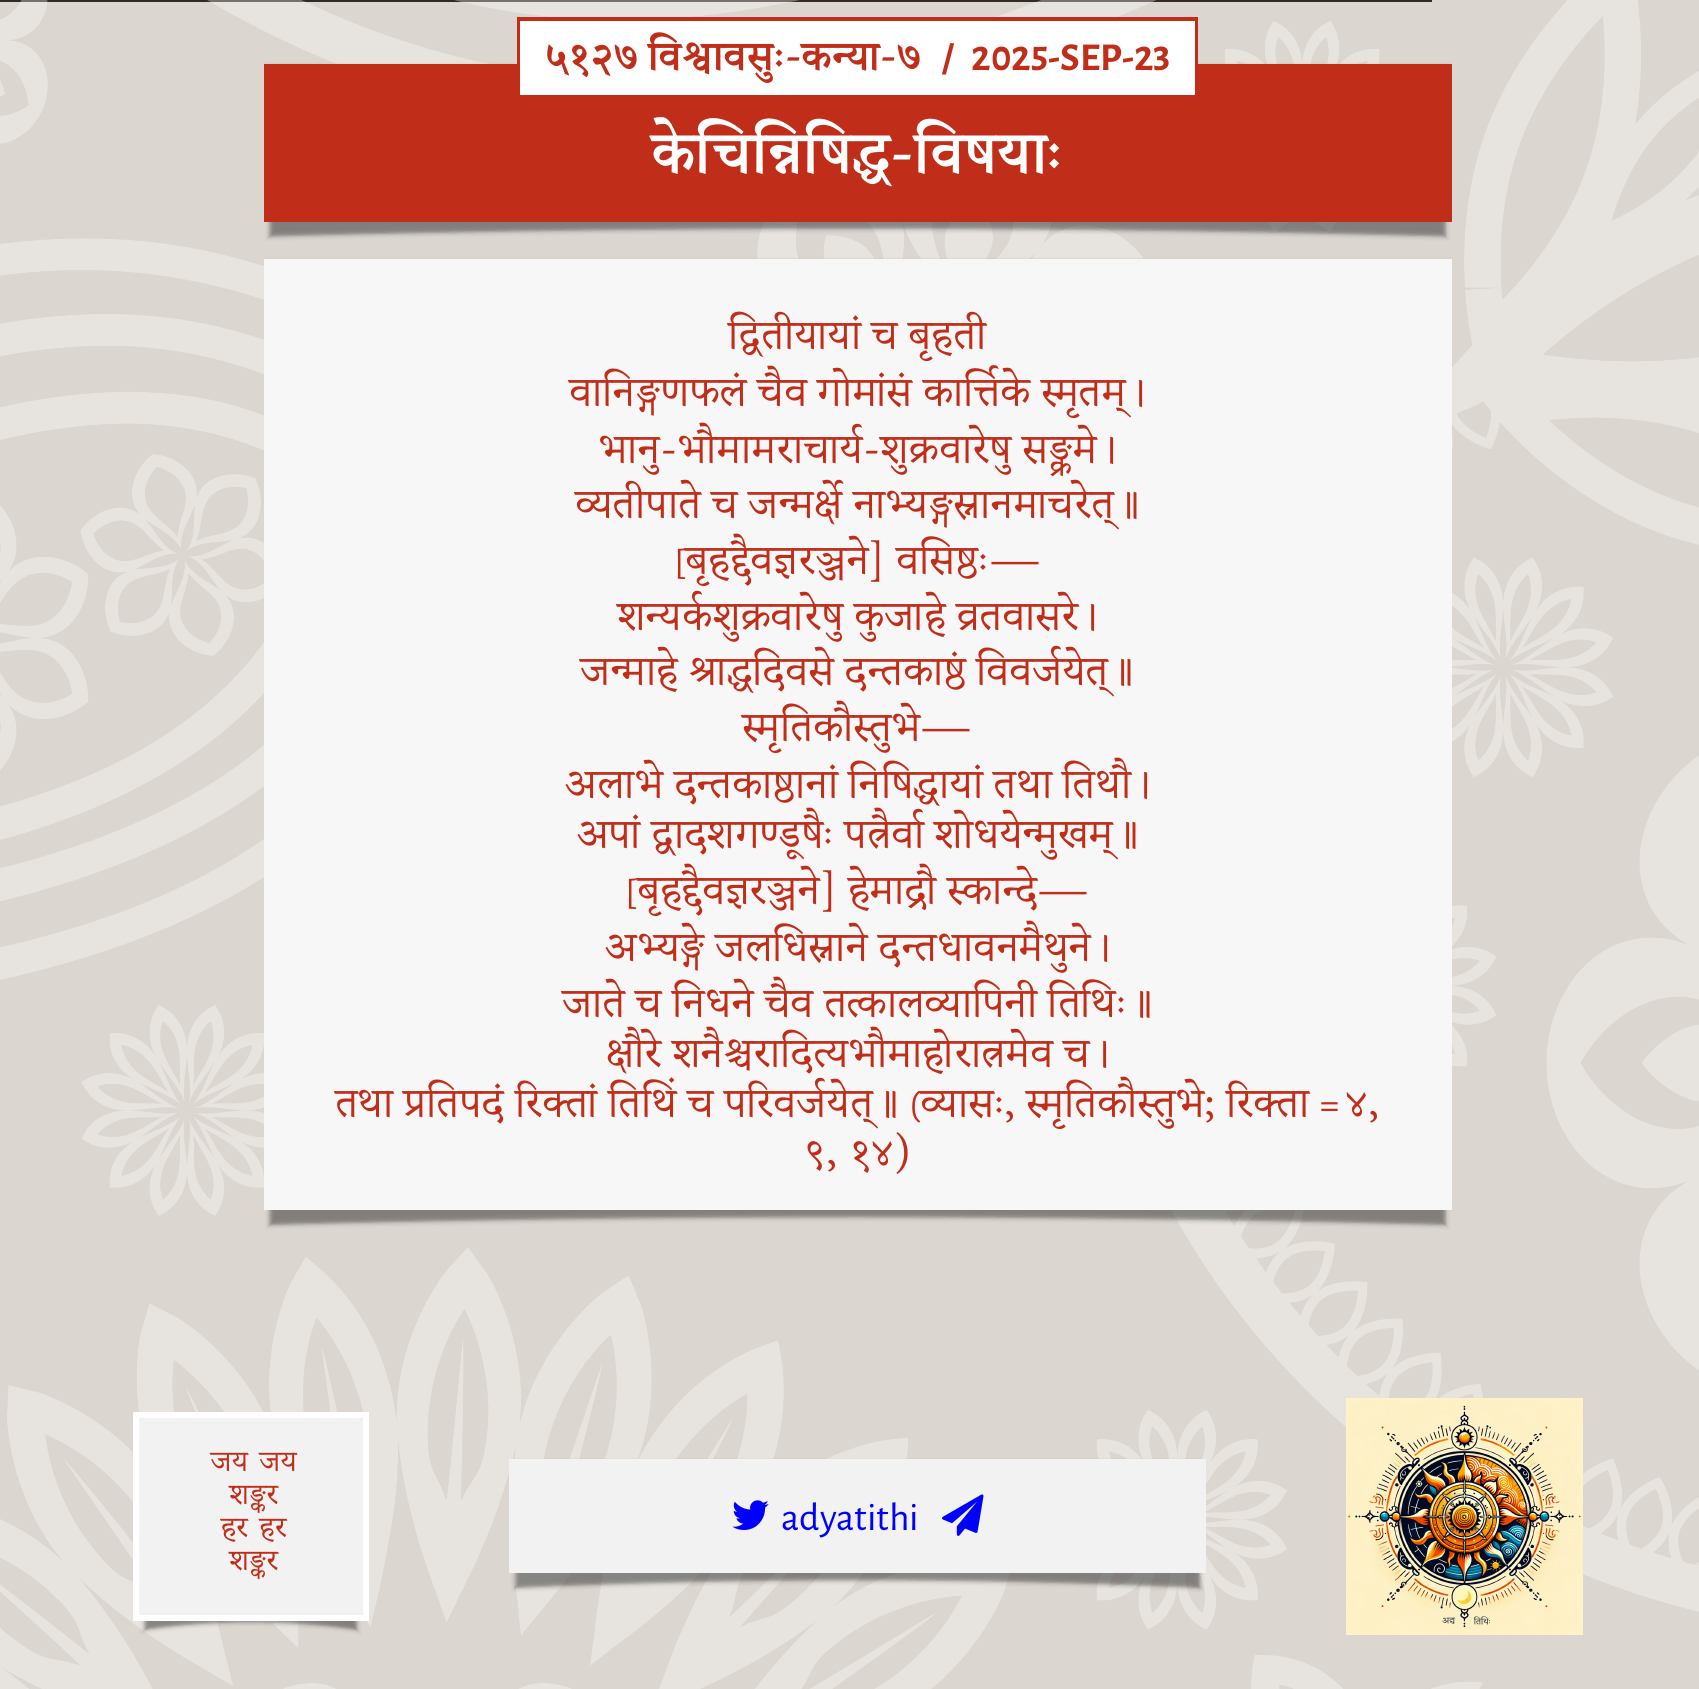 ५१२७ विश्वावसुः-कन्या-७ / 2025-SEP-23
केचिन्निषिद्ध-विषयाः
द्वितीयायां च बृहती
वानिङ्गणफलं चैव गोमांसं कार्त्तिके स्मृतम्।
भानु-भौमामराचार्य-शुक्रवारेषु सङ्क्रमे।
व्यतीपाते च जन्मर्क्षे नाभ्यङ्गस्नानमाचरेत्॥
[बृहद्दैवज्ञरञ्जने] वसिष्ठः—
शन्यर्कशुक्रवारेषु कुजाहे व्रतवासरे।
जन्माहे श्राद्धदिवसे दन्तकाष्ठं विवर्जयेत्॥
स्मृतिकौस्तुभे—
अलाभे दन्तकाष्ठानां निषिद्धायां तथा तिथौ।
अपां द्वादशगण्डूषैः पत्रैर्वा शोधयेन्मुखम्॥
[बृहद्दैवज्ञरञ्जने] हेमाद्रौ स्कान्दे—
अभ्यङ्गे जलधिस्नाने दन्तधावनमैथुने।
जाते च निधने चैव तत्कालव्यापिनी तिथिः॥
क्षौरे शनैश्चरादित्यभौमाहोरात्रमेव च।
तथा प्रतिपदं रिक्तां तिथिं च परिवर्जयेत्॥ (व्यासः, स्मृतिकौस्तुभे; रिक्ता = ४,
९, १४)
जय जय
शङ्कर
हर हर
शङ्कर
adyatithi
अद्य तिथिः